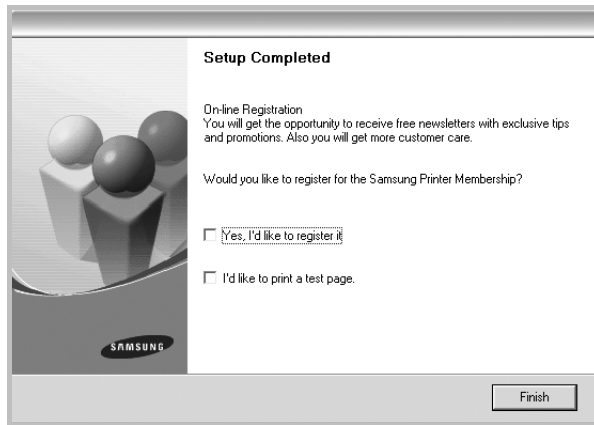 Setup Completed
On-line Registration
You will get the opportunity to receive free newsletters with exclusive tips
and promotions. Also you will get more customer care.
Would you like to register for the Samsung Printer Membership?
Yes, I'd like to register it
I'd like to print a test page.
SAMSUNG
Finish